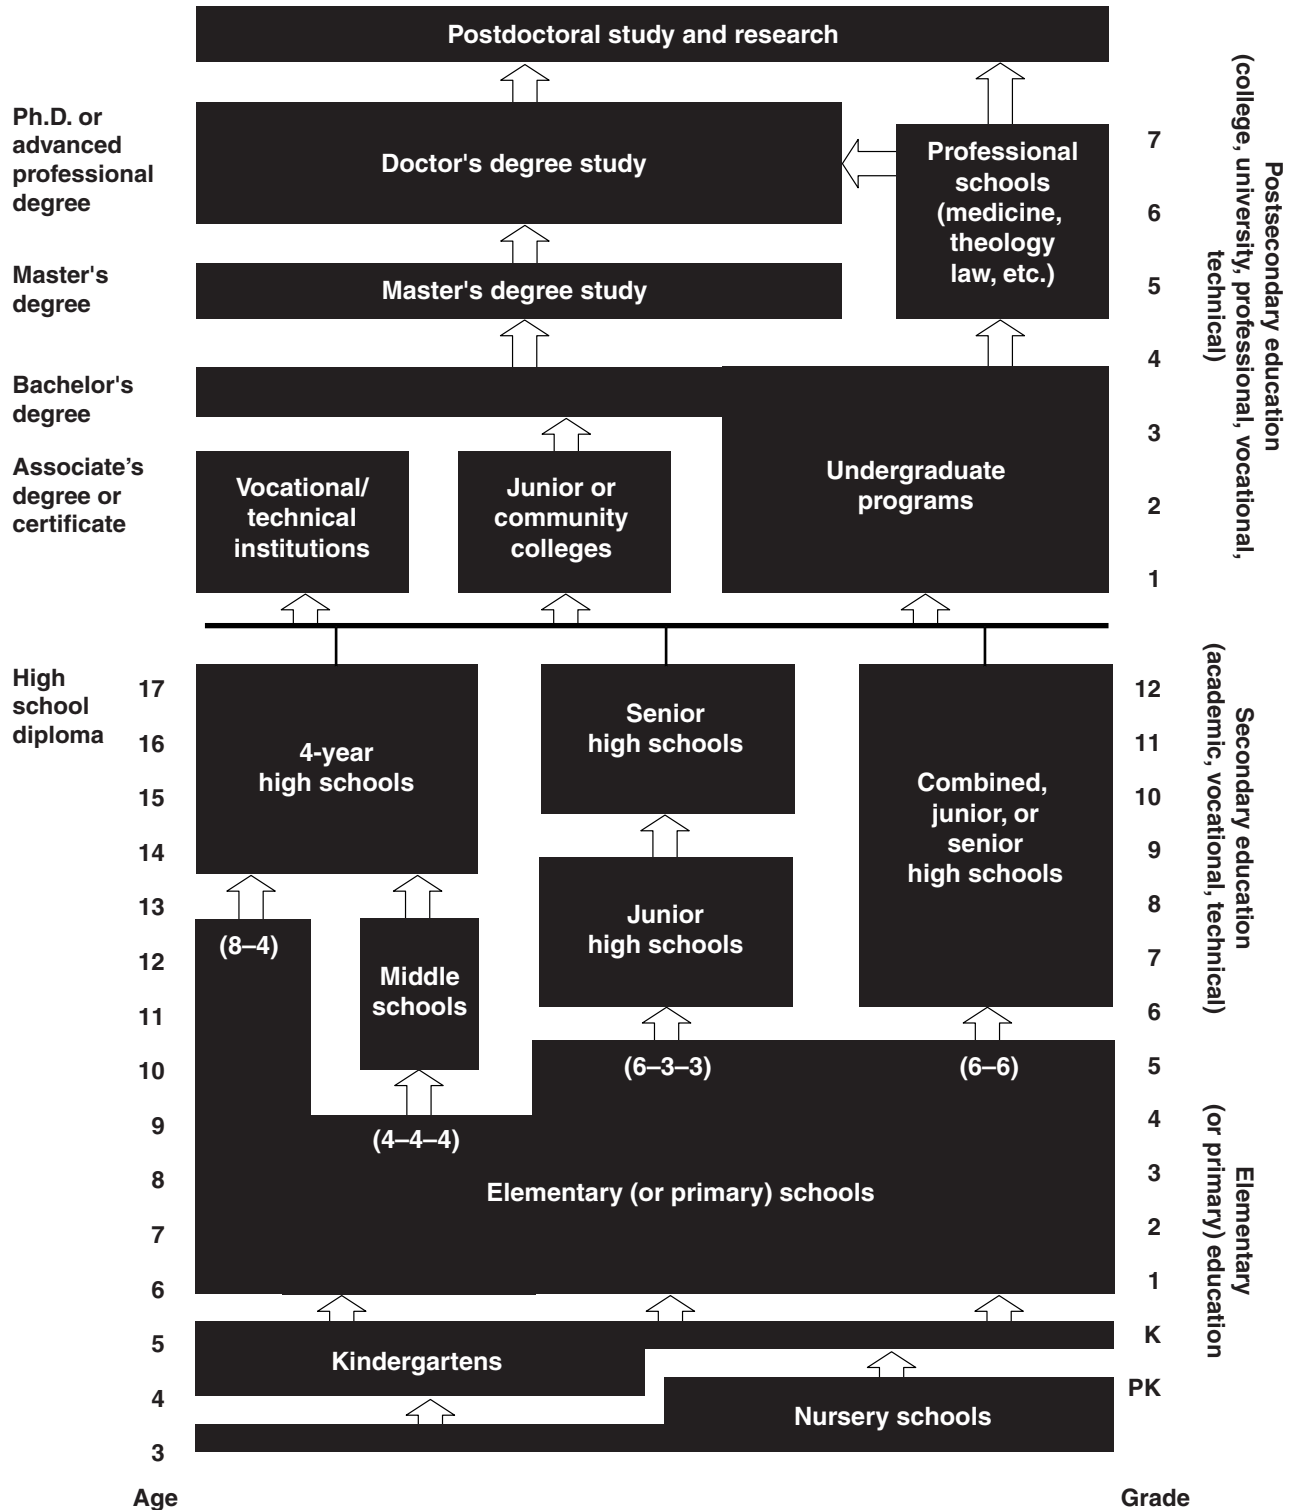 Postdoctoral study and research
Ph.D. or
advanced
professional
degree
Doctor's degree study
Professional
schools
(medicine,
theology
law, etc.)
7
6
Master's
degree
Master's degree study
5
4
Bachelor's
degree
3
Associate’s
degree or
certificate
Vocational/
technical
institutions
Junior or
community
colleges
Undergraduate
programs
2
1
Postsecondary education
(college, university, professional, vocational,
technical)
High
school
diploma
17
16
15
14
13
12
11
10
9
8
7
6
5
4
3
Age
4-year
high schools
Senior
high schools
Combined,
junior, or
senior
high schools
Junior
high schools
(8–4)
Middle
schools
(6–3–3)
(6–6)
(4–4–4)
Elementary (or primary) schools
Kindergartens
Nursery schools
12
11
10
9
8
7
6
5
4
3
2
1
K
PK
Grade
Secondary education
(academic, vocational, technical)
Elementary
(or primary) education